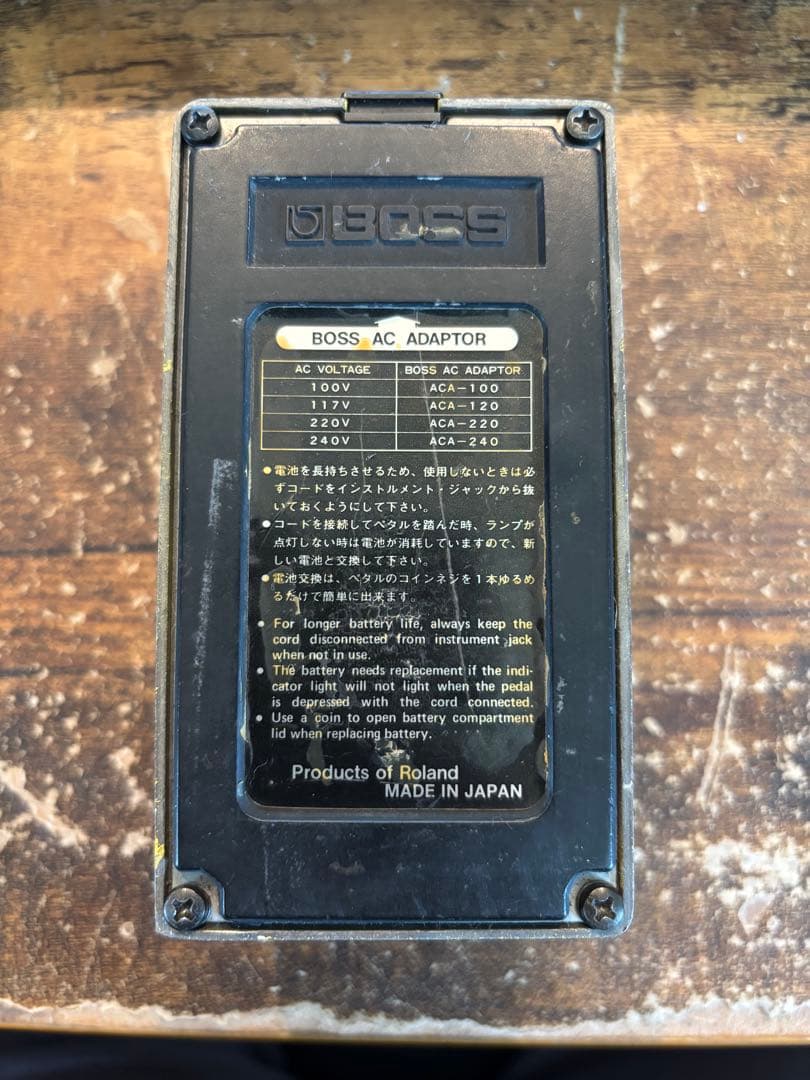 BOSS
BOSS AC ADAPTOR
AC VOLTAGE BOSS AC ADAPTOR
100V ACA-100
117V ACA-120
220V ACA-220
240V ACA-240
●電池を長持ちさせるため、使用しないときは必
ずコードをインストルメント・ジャックから抜
いておくようにして下さい。
●コードを接続してペタルを踏んだ時、ランプが
点灯しない時は電池が消耗していますので、新
しい電池と交換して下さい。
●電池交換は、ペタルのコインネジを1本ゆるめ
るだけで簡単に出来ます。
● For longer battery life, always keep the
cord disconnected from instrument jack
when not in use.
● The battery needs replacement if the indi-
cator light will not light when the pedal
is depressed with the cord connected.
● Use a coin to open battery compartment
lid when replacing battery.
Products of Roland
MADE IN JAPAN